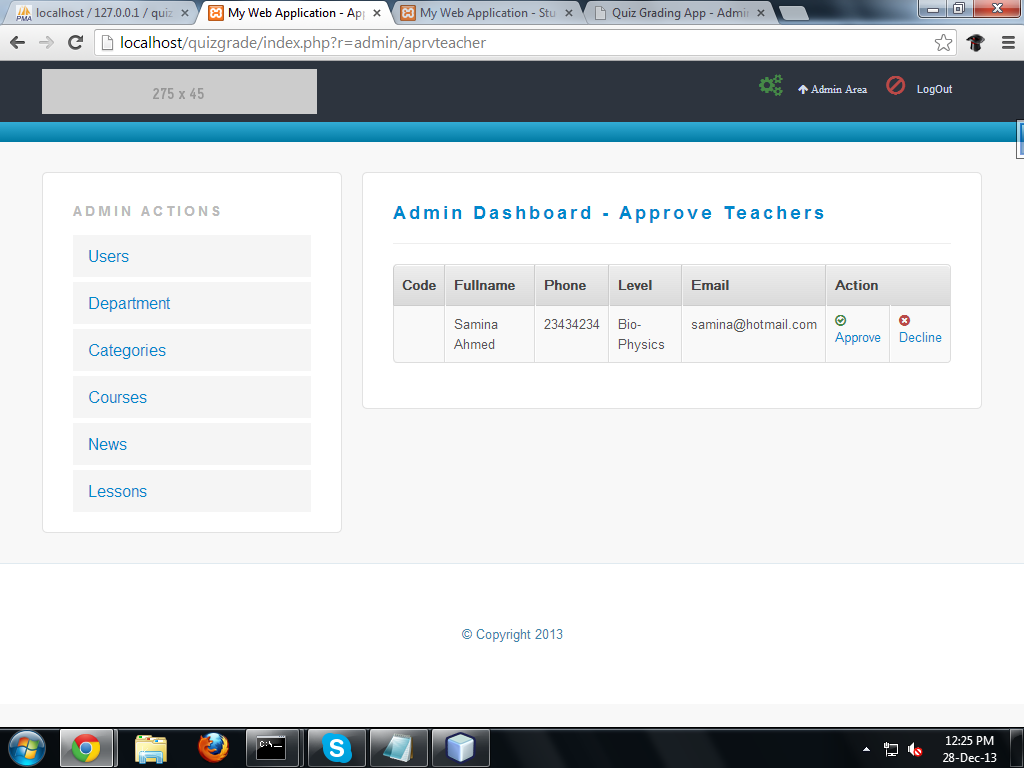 localhost / 127.0.0.1 / quiz
My Web Application - App
My Web Application - Stu
Quiz Grading App - Admin
localhost/quizgrade/index.php?r=admin/aprvteacher
275 x 45
Admin Area
LogOut
ADMIN ACTIONS
Users
Department
Categories
Courses
News
Lessons
Admin Dashboard - Approve Teachers
Code Fullname Phone Level Email Action
Samina Ahmed 23434234 Bio-Physics samina@hotmail.com Approve Decline
© Copyright 2013
12:25 PM
28-Dec-13